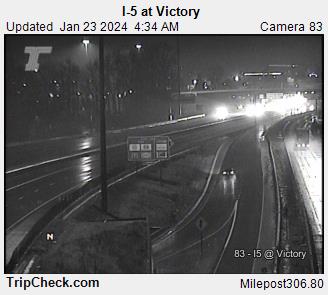 I-5 at Victory
Updated Jan 23 2024 4:34 AM Camera 83
T
N
83 - I5 @ Victory
TripCheck.com Milepost306.80